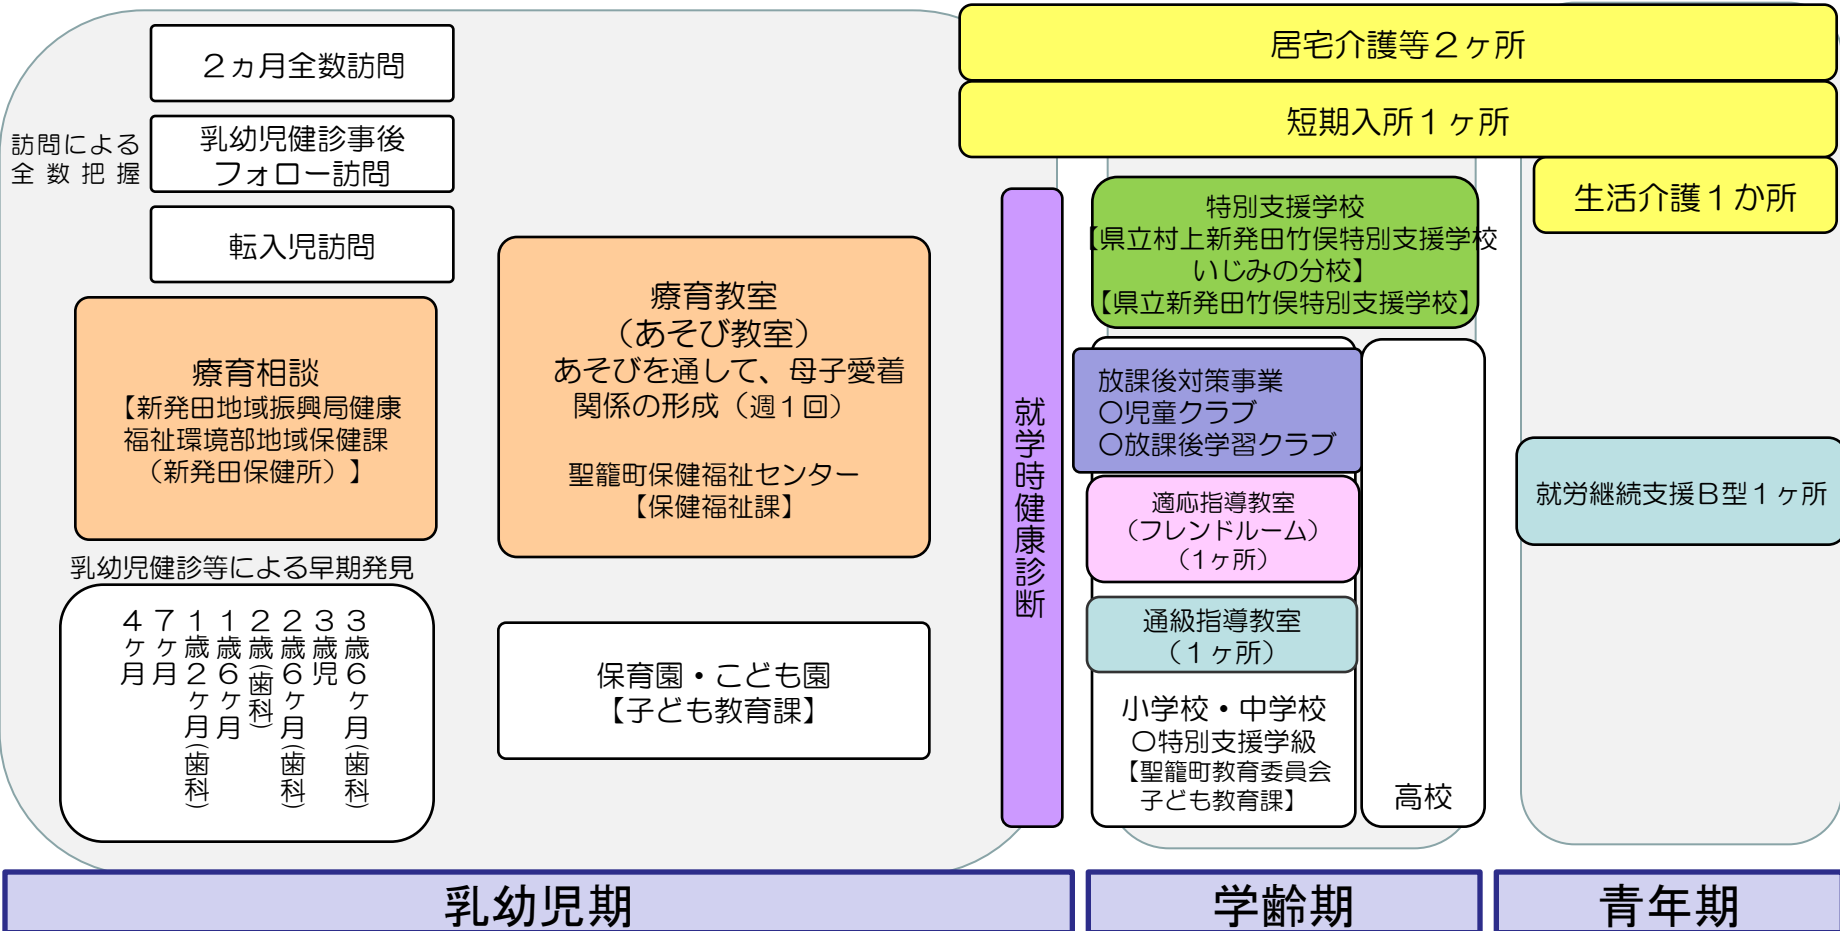 ２ヵ月全数訪問
訪問による
全数把握
乳幼児健診事後
フォロー訪問
転入児訪問
療育相談
【新発田地域振興局健康
福祉環境部地域保健課
（新発田保健所）】
乳幼児健診等による早期発見
４ヶ月
７ヶ月
１歳２ヶ月(歯科)
１歳６ヶ月
２歳(歯科)
２歳６ヶ月(歯科)
３歳児
３歳６ヶ月(歯科)
療育教室
（あそび教室）
あそびを通して、母子愛着
関係の形成（週１回）
聖籠町保健福祉センター
【保健福祉課】
保育園・こども園
【子ども教育課】
居宅介護等２ヶ所
短期入所１ヶ所
生活介護１か所
就学時健康診断
特別支援学校
【県立村上新発田竹俣特別支援学校
いじみの分校】
【県立新発田竹俣特別支援学校】
放課後対策事業
〇児童クラブ
〇放課後学習クラブ
適応指導教室
（フレンドルーム）
（1ヶ所）
通級指導教室
（１ヶ所）
小学校・中学校
〇特別支援学級
【聖籠町教育委員会
子ども教育課】
高校
就労継続支援Ｂ型１ヶ所
乳幼児期
学齢期
青年期